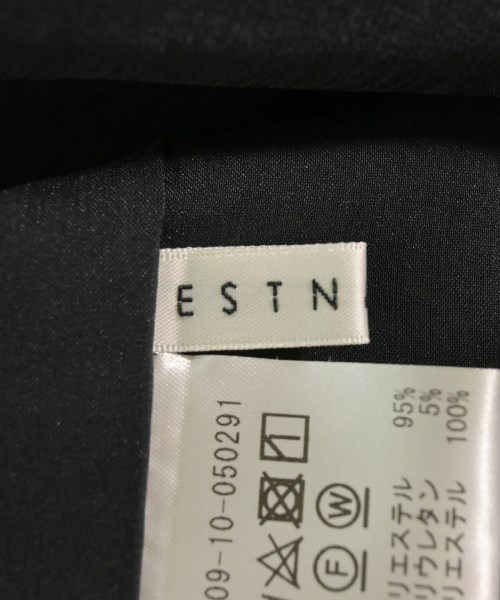 ESTN
09-10-050291
W
F
リエステル 95%
リウレタン 5%
リエステル 100%